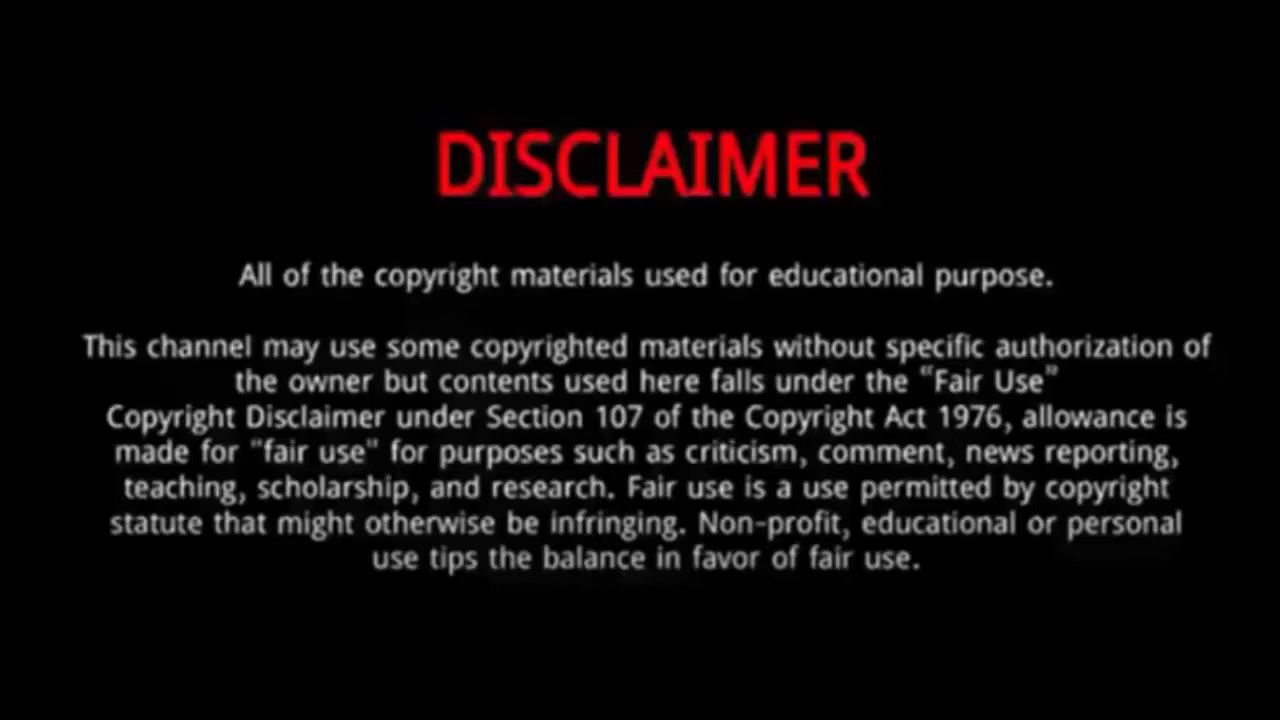 DISCLAIMER
All of the copyright materials used for educational purpose.
This channel may use some copyrighted materials without specific authorization of
the owner but contents used here falls under the “Fair Use”
Copyright Disclaimer under Section 107 of the Copyright Act 1976, allowance is
made for "fair use" for purposes such as criticism, comment, news reporting,
teaching, scholarship, and research. Fair use is a use permitted by copyright
statute that might otherwise be infringing. Non-profit, educational or personal
use tips the balance in favor of fair use.